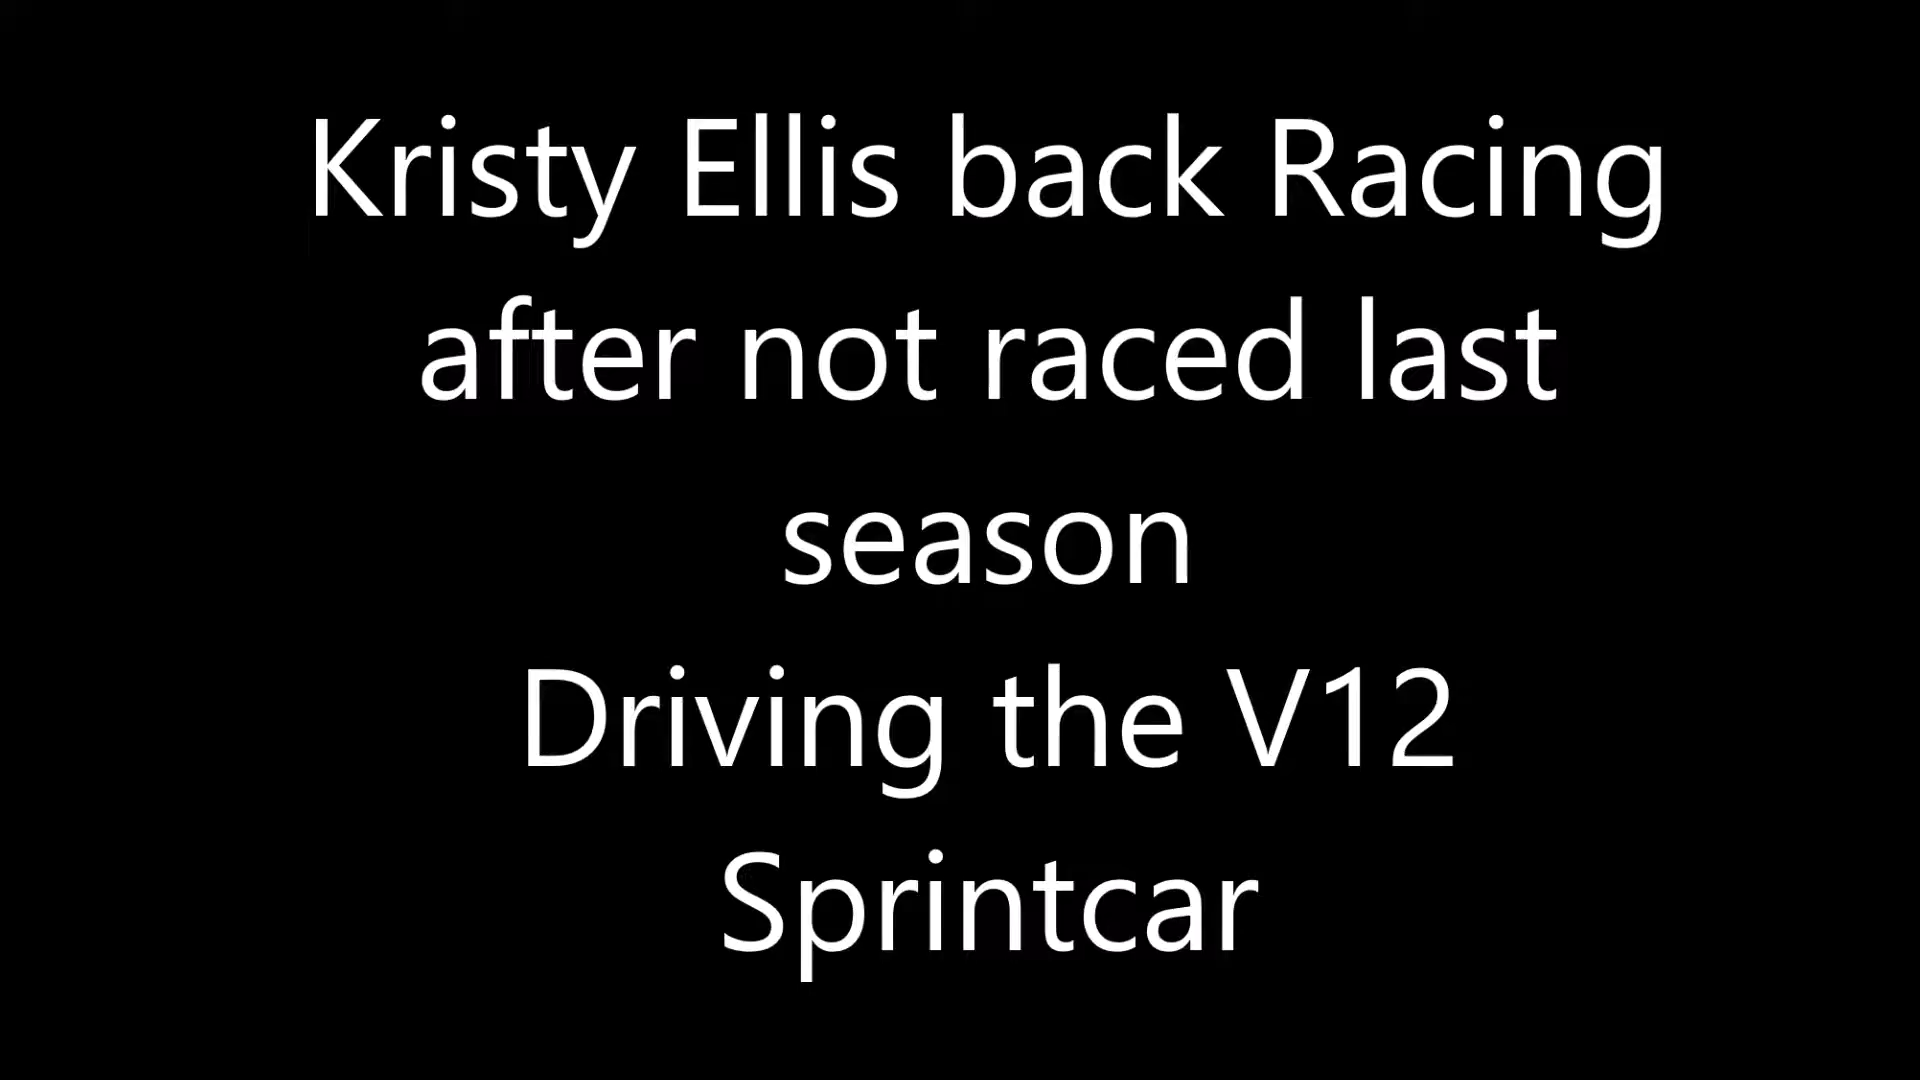 Kristy Ellis back Racing
after not raced last
season
Driving the V12
Sprintcar